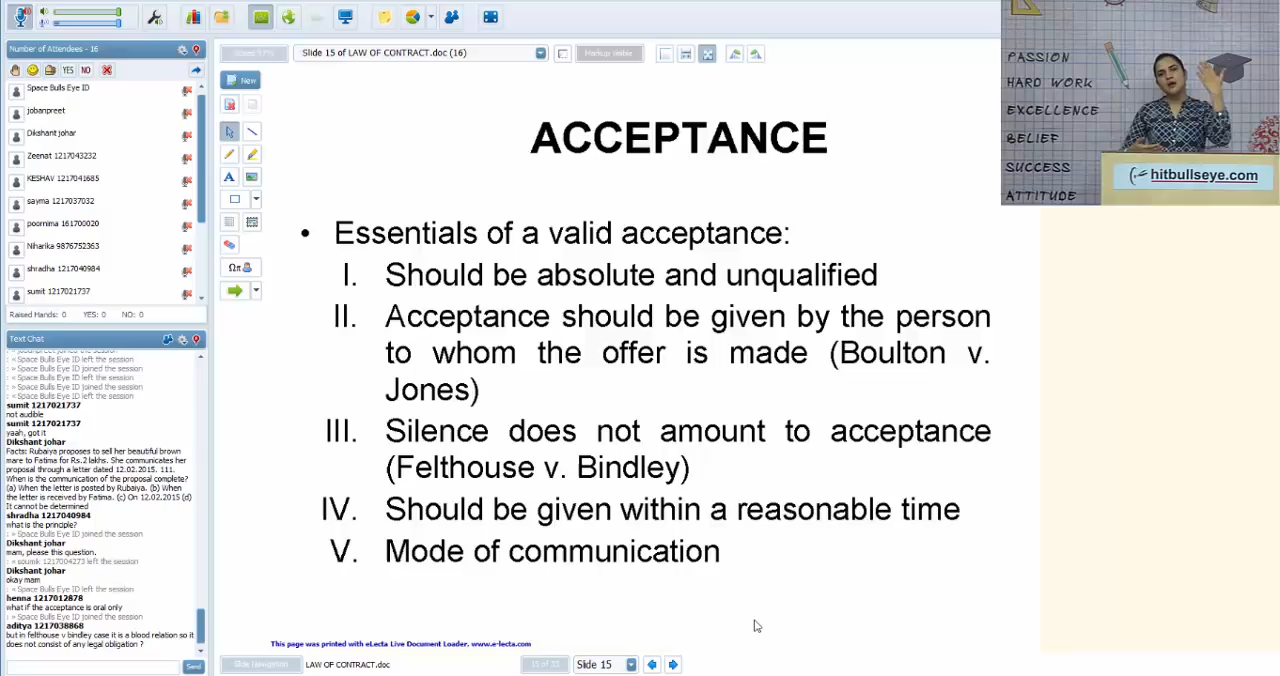 Number of Attendees - 16
YES
NO
Space Bulls Eye ID
jobanpreet
Dikshant johar
Zeenat 1217043232
KESHAV 1217041685
sayma 1217037032
poornima 161700020
Niharika 9876752363
shradha 1217040984
sumit 1217021737
Raised Hands: 0 YES: 0 NO: 0
Text Chat
: < Space Bulls Eye ID left the session
: > Space Bulls Eye ID joined the session
: < Space Bulls Eye ID left the session
: > Space Bulls Eye ID joined the session
: < Space Bulls Eye ID left the session
sumit 1217021737
not audible
sumit 1217021737
yaah, got it
Dikshant johar
Facts: Rubaiya proposes to sell her beautiful brown
mare to Fatima for Rs.2 lakhs. She communicates her
proposal through a letter dated 12.02.2015. 111.
When is the communication of the proposal complete?
(a) When the letter is posted by Rubaiya. (b) When
the letter is received by Fatima. (c) On 12.02.2015 (d)
It cannot be determined
shradha 1217040984
what is the principle?
: > Space Bulls Eye ID joined the session
Dikshant johar
mam, please this question.
: < soumik 1217004273 left the session
Dikshant johar
okay mam
: < Space Bulls Eye ID left the session
henna 1217012878
what if the acceptance is oral only
: > Space Bulls Eye ID joined the session
aditya 1217038868
but in felthouse v bindley case it is a blood relation so it
does not consist of any legal obligation ?
Send
Slide 15 of LAW OF CONTRACT.doc (16)
Markup Visible
New
A
Ωπ
ACCEPTANCE
• Essentials of a valid acceptance:
I. Should be absolute and unqualified
II. Acceptance should be given by the person
to whom the offer is made (Boulton v.
Jones)
III. Silence does not amount to acceptance
(Felthouse v. Bindley)
IV. Should be given within a reasonable time
V. Mode of communication
This page was printed with eLecta Live Document Loader. www.e-lecta.com
Slide Navigation
LAW OF CONTRACT.doc
Slide 15
PASSION
HARD WORK
EXCELLENCE
BELIEF
SUCCESS
ATTITUDE
hitbullseye.com